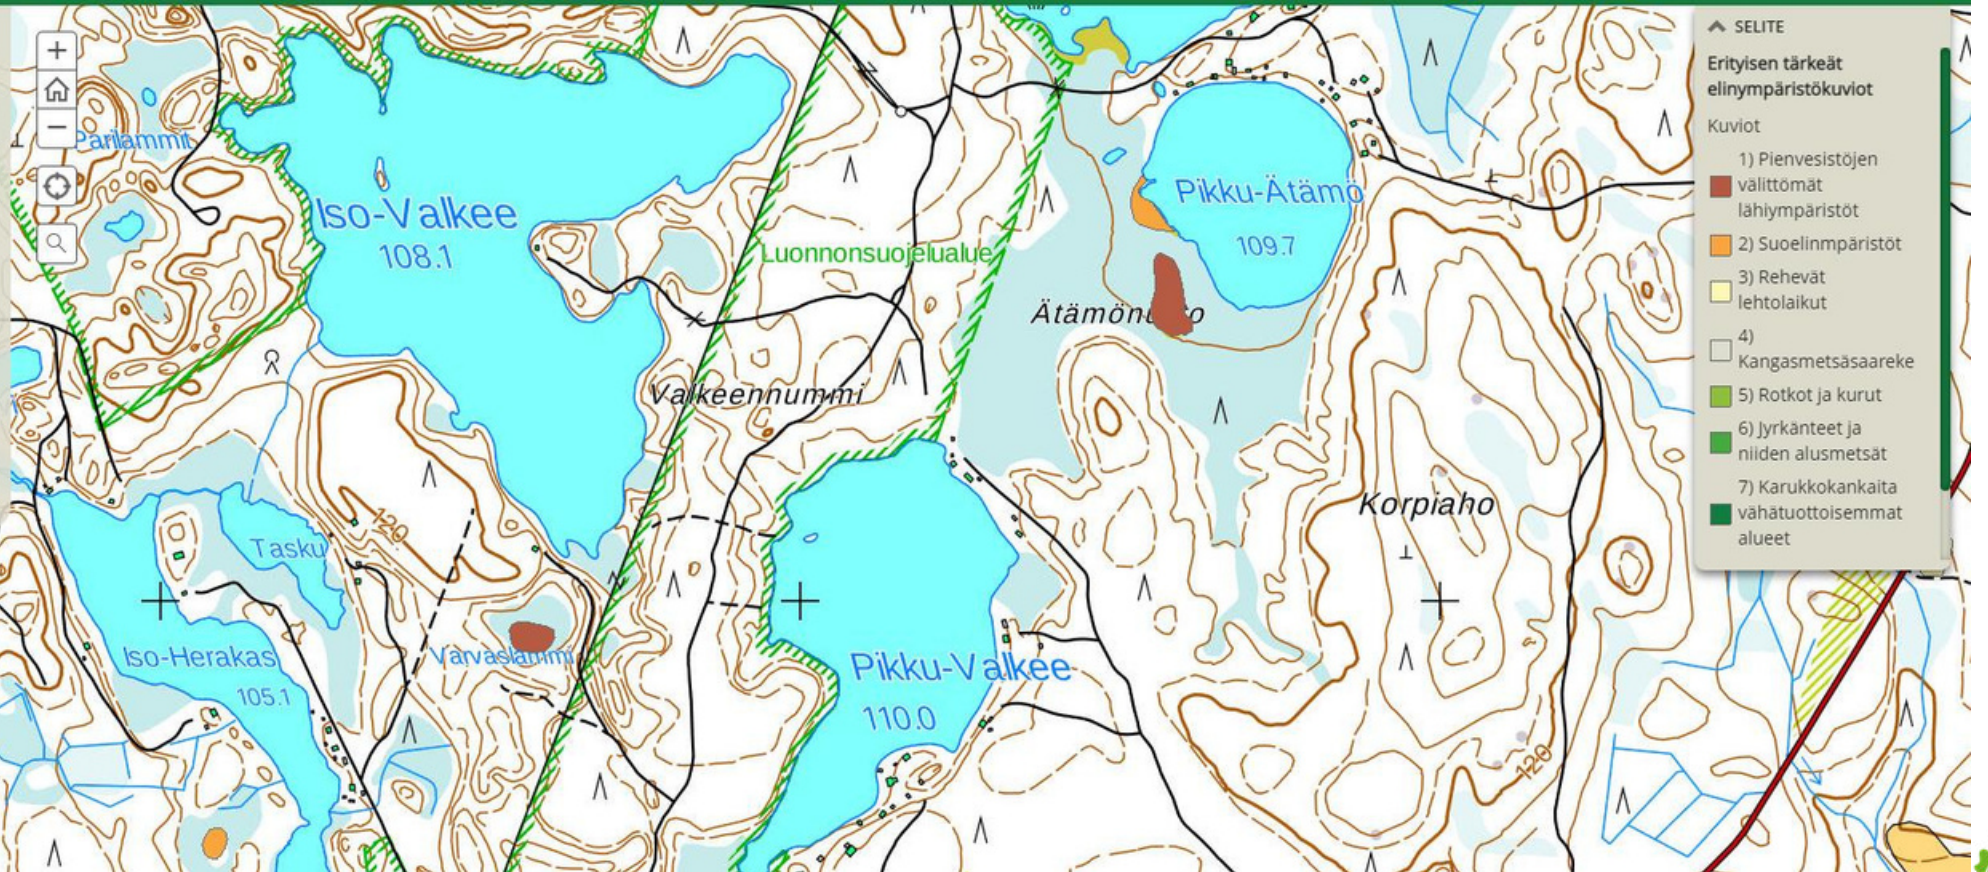 Parilammit
Iso-Valkee
108.1
Luonnonsuojelualue
Pikku-Ätämö
109.7
Valkeennummi
Korpiaho
120
Tasku
Iso-Herakas
105.1
Varvaslammi
Pikku-Valkee
110.0
120
SELITE
Erityisen tärkeät
elinympäristökuviot
Kuviot
1) Pienvesistöjen
välittömät
lähiympäristöt
2) Suoelinmpäristöt
3) Rehevät
lehtolaikut
4)
Kangasmetsäsaareke
5) Rotkot ja kurut
6) Jyrkänteet ja
niiden alusmetsät
7) Karukkokankaita
vähätuottoisemmat
alueet